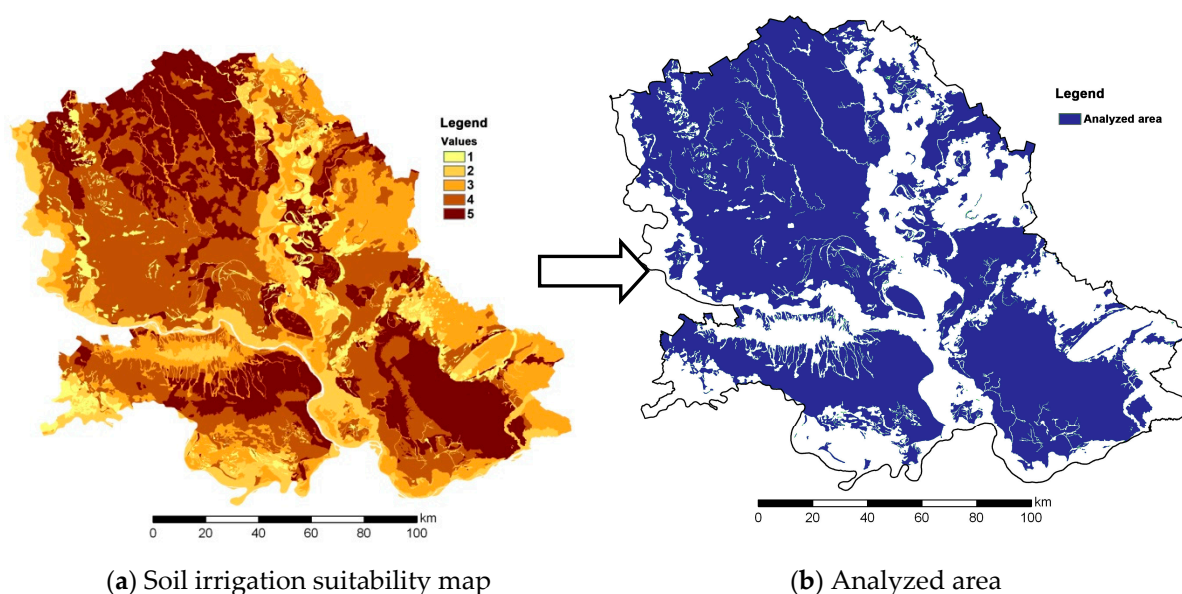 Legend
Values
1
2
3
4
5
km
0 20 40 60 80 100
(a) Soil irrigation suitability map
Legend
Analyzed area
km
0 20 40 60 80 100
(b) Analyzed area